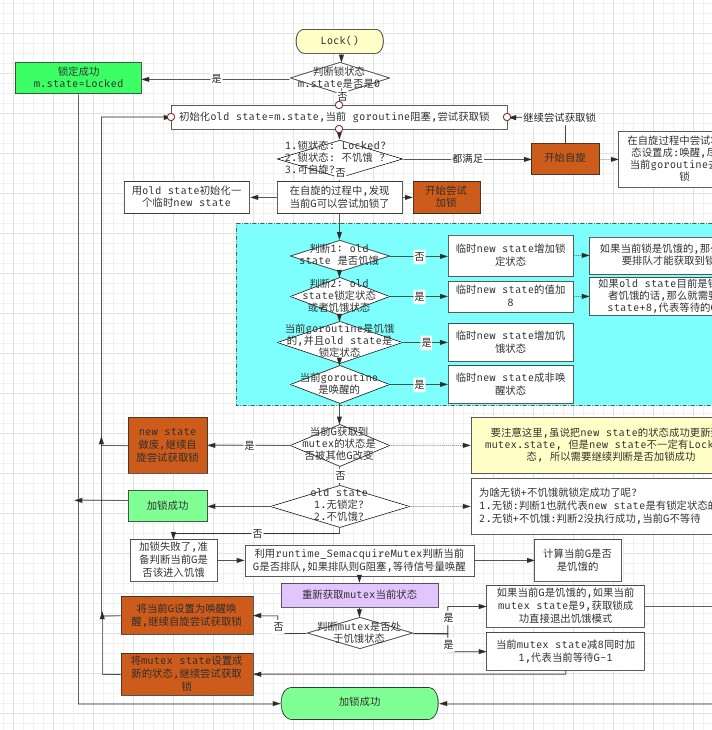 Lock()
锁定成功
m.state=Locked
是
判断锁状态
m.state是否是0
否
初始化old state=m.state,当前 goroutine阻塞,尝试获取锁
继续尝试获取锁
1.锁状态: Locked?
2.锁状态: 不饥饿 ?
3.可自旋?
否
都满足
开始自旋
在自旋过程中尝试
态设置成:唤醒,
当前goroutine
锁
用old state初始化一
个临时new state
在自旋的过程中,发现
当前G可以尝试加锁了
开始尝试
加锁
判断1: old
state 是否饥饿
否
临时new state增加锁
定状态
如果当前锁是饥饿的,那
要排队才能获取到锁
判断2: old
state锁定状态
或者饥饿状态
是
临时new state的值加
8
如果old state目前是
者饥饿的话,那么就需
state+8,代表等待的
当前goroutine是饥饿
的,并且old state是
锁定状态
是
临时new state增加饥
饿状态
当前goroutine
是唤醒的
是
临时new state成非唤
醒状态
new state
做废,继续自
旋尝试获取锁
是
当前G获取到
mutex的状态是
否被其他G改变
要注意这里,虽说把new state的状态成功更新
mutex.state, 但是new state不一定有Loc
态, 所以需要继续判断是否加锁成功
否
加锁成功
old state
1.无锁定?
2.不饥饿?
为啥无锁+不饥饿就锁定成功了呢?
1.无锁:判断1也就代表new state是有锁定状态的
2.无锁+不饥饿:判断2没执行成功,当前G不等待
否
加锁失败了,准
备判断当前G是
否该进入饥饿
利用runtime_SemacquireMutex判断当前
G是否排队,如果排队则G阻塞,等待信号量唤醒
计算当前G是否
是饥饿的
重新获取mutex当前状态
将当前G设置为唤醒唤
醒,继续自旋尝试获取锁
否
判断mutex是否处
于饥饿状态
是
如果当前G是饥饿的,如果当前
mutex state是9,获取锁成
功直接退出饥饿模式
是
当前mutex state减8同时加
1,代表当前等待G-1
将mutex state设置成
新的状态,继续尝试获取
锁
加锁成功